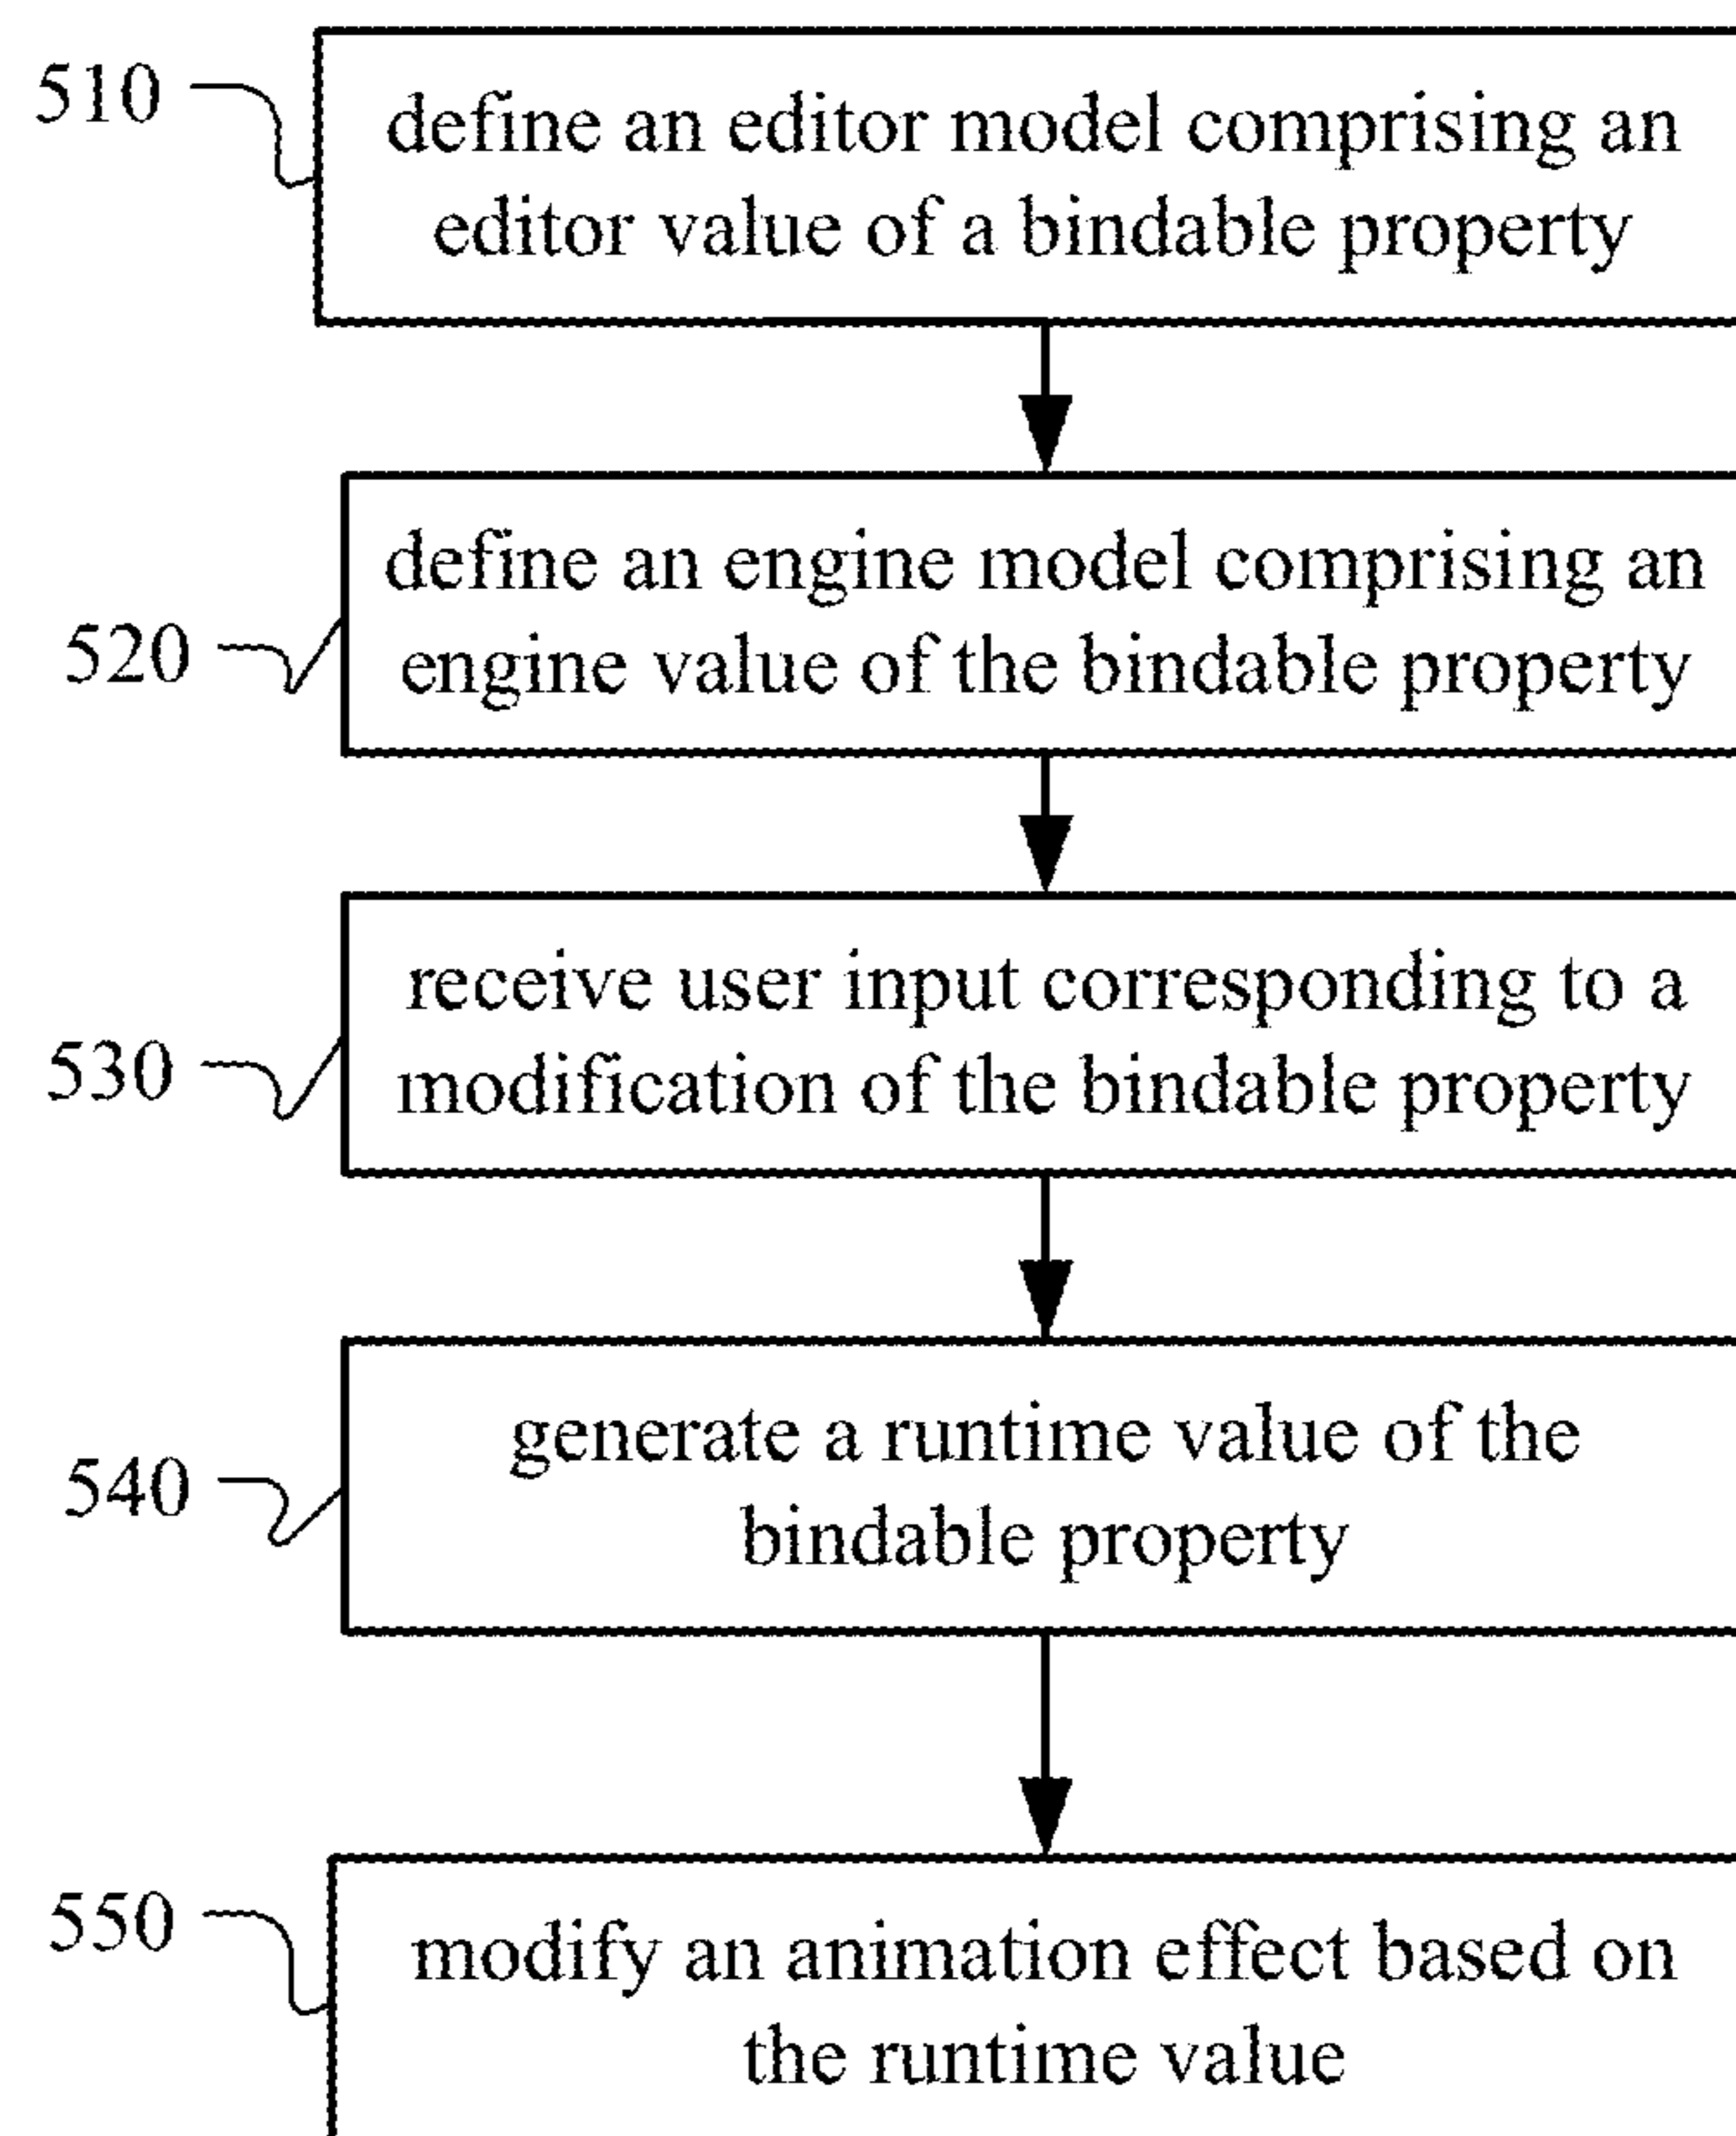 510
define an editor model comprising an
editor value of a bindable property
520
define an engine model comprising an
engine value of the bindable property
530
receive user input corresponding to a
modification of the bindable property
540
generate a runtime value of the
bindable property
550
modify an animation effect based on
the runtime value